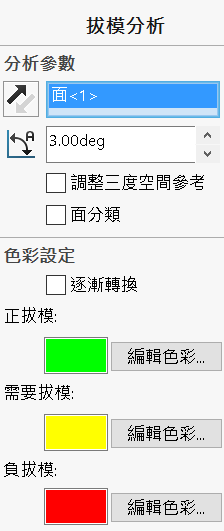 拔模分析
分析參數
面<1>
3.00deg
調整三度空間參考
面分類
色彩設定
逐漸轉換
正拔模:
編輯色彩...
需要拔模:
編輯色彩...
負拔模:
編輯色彩...